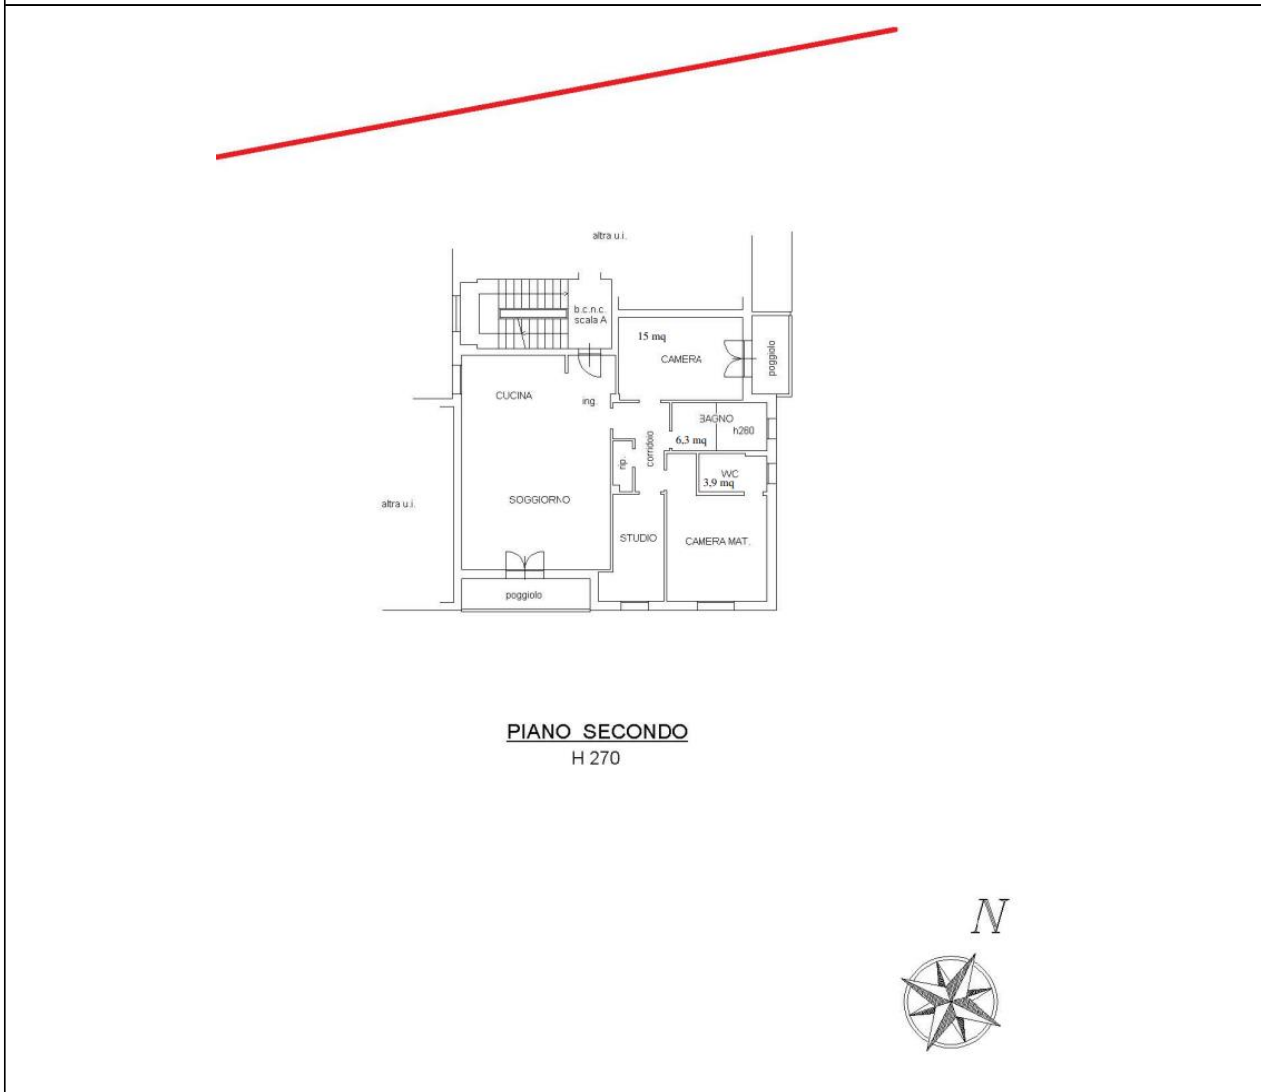 altra u.i.
b.c.n.c.
scala A
15 mq
CAMERA
poggiolo
CUCINA
ing.
BAGNO
h260
6,3 mq
corridoio
rip.
WC
3,9 mq
altra u.i.
SOGGIORNO
STUDIO
CAMERA MAT.
poggiolo
PIANO SECONDO
H 270
N